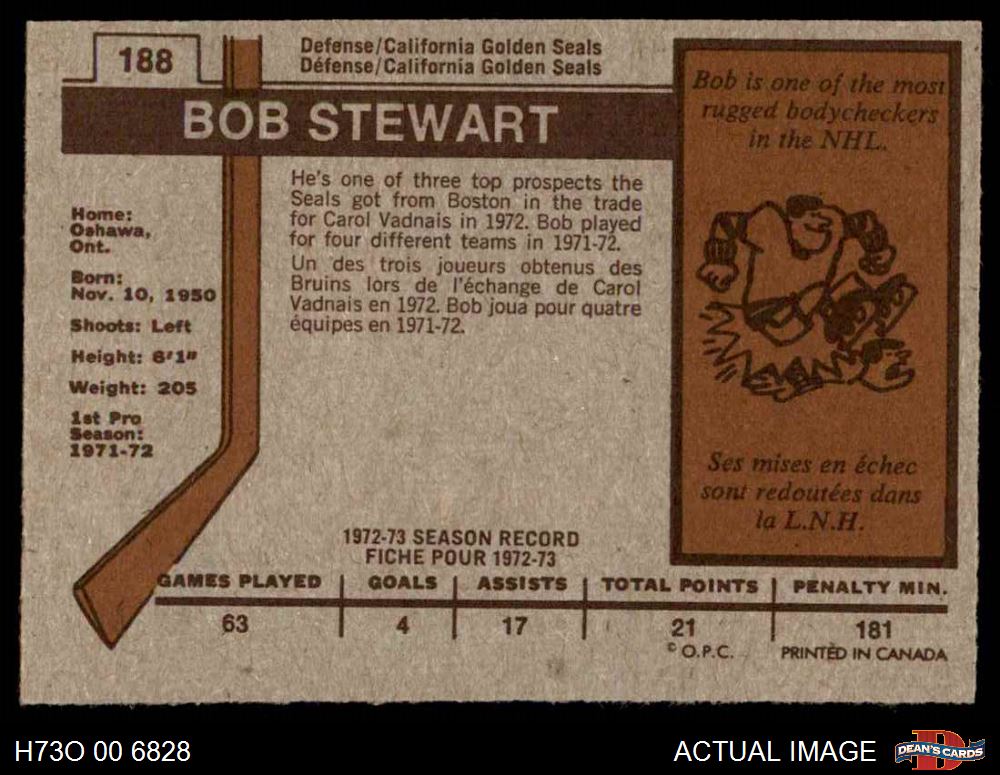 188
Defense/California Golden Seals
Défense/California Golden Seals
BOB STEWART
Home:
Oshawa,
Ont.
Born:
Nov. 10, 1950
Shoots: Left
Height: 6'1"
Weight: 205
1st Pro
Season:
1971-72
He's one of three top prospects the
Seals got from Boston in the trade
for Carol Vadnais in 1972. Bob played
for four different teams in 1971-72.
Un des trois joueurs obtenus des
Bruins lors de l'échange de Carol
Vadnais en 1972. Bob joua pour quatre
équipes en 1971-72.
Bob is one of the most
rugged bodycheckers
in the NHL.
Ses mises en échec
sont redoutées dans
la L.N.H.
1972-73 SEASON RECORD
FICHE POUR 1972-73
GAMES PLAYED GOALS ASSISTS TOTAL POINTS PENALTY MIN.
63 4 17 21 181
© O.P.C. PRINTED IN CANADA
H73O 00 6828
ACTUAL IMAGE
D
DEAN'S CARDS